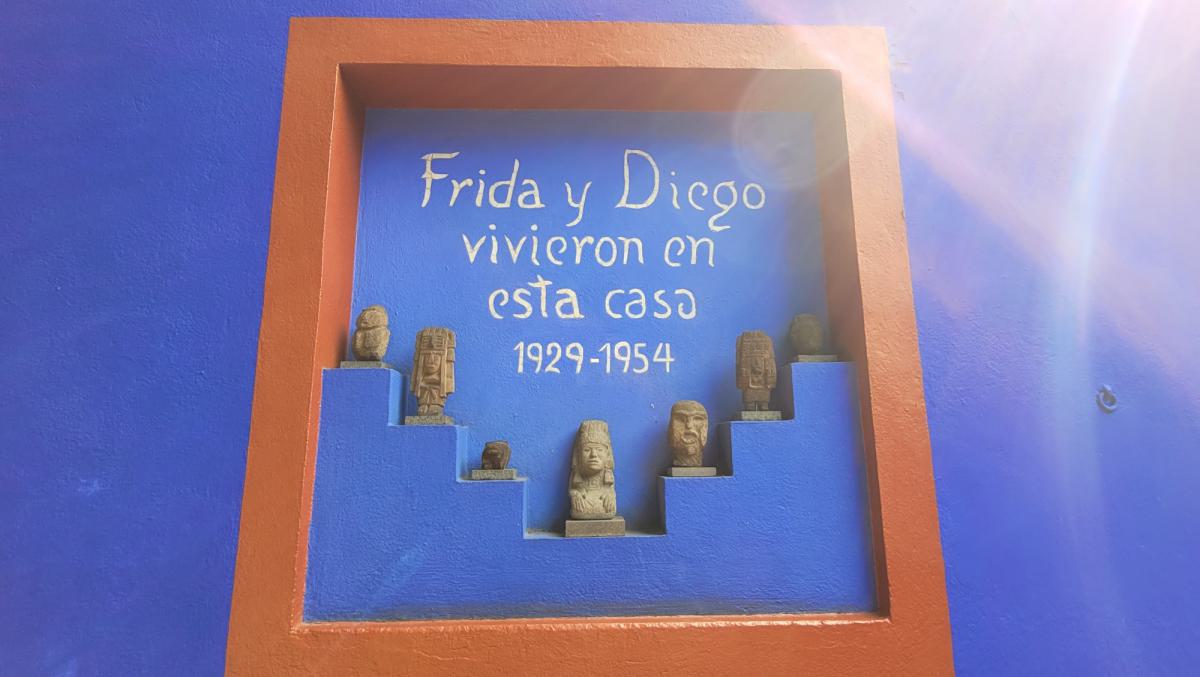 Frida y Diego
vivieron en
esta casa
1929-1954